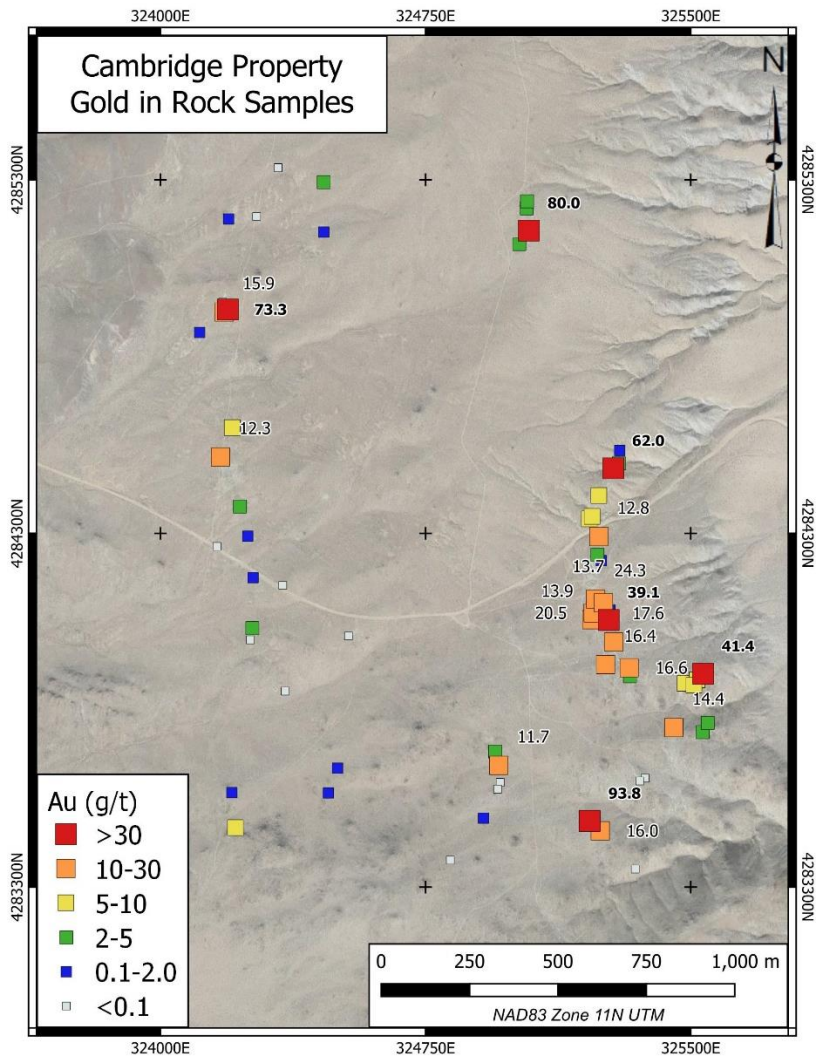 324000E
324750E
325500E
Cambridge Property
Gold in Rock Samples
N
4285300N
4285300N
80.0
15.9
73.3
12.3
62.0
12.8
4284300N
4284300N
13.7
24.3
13.9
39.1
20.5
17.6
16.4
41.4
16.6
14.4
11.7
93.8
16.0
Au (g/t)
>30
10-30
5-10
2-5
0.1-2.0
<0.1
4283300N
4283300N
0 250 500 750 1,000 m
NAD83 Zone 11N UTM
324000E
324750E
325500E